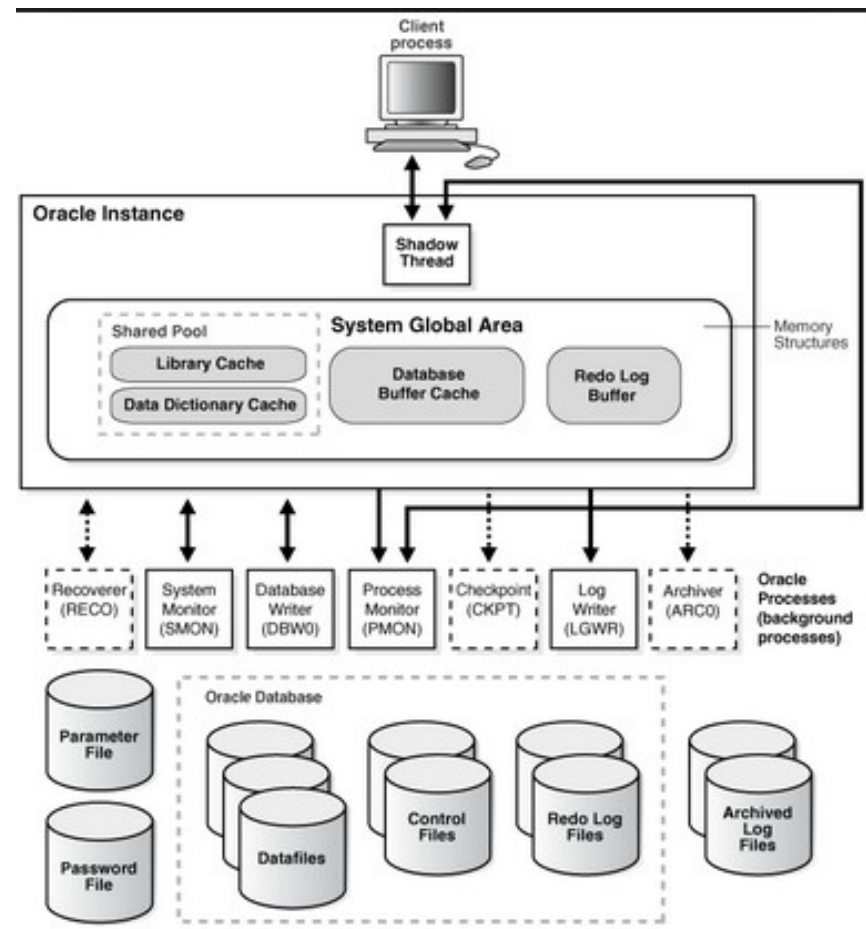 Client
process
Oracle Instance
Shadow
Thread
Shared Pool
System Global Area
Memory
Structures
Library Cache
Data Dictionary Cache
Database
Buffer Cache
Redo Log
Buffer
Recoverer
(RECO)
System
Monitor
(SMON)
Database
Writer
(DBW0)
Process
Monitor
(PMON)
Checkpoint
(CKPT)
Log
Writer
(LGWR)
Archiver
(ARC0)
Oracle
Processes
(background
processes)
Parameter
File
Password
File
Oracle Database
Datafiles
Control
Files
Redo Log
Files
Archived
Log
Files